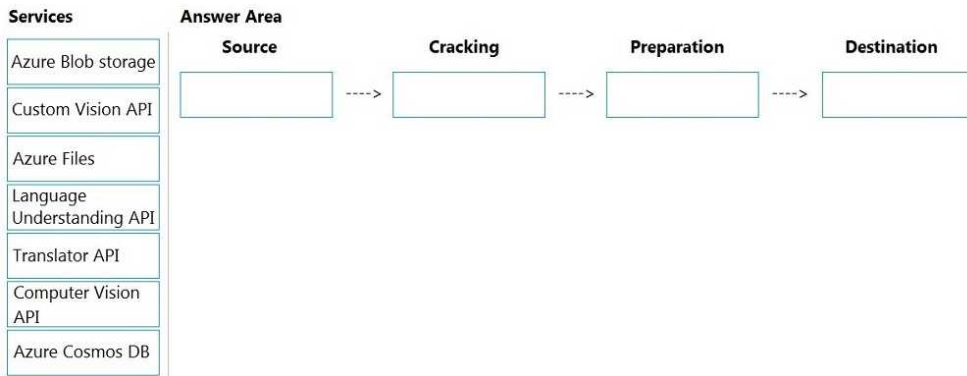 Services
Answer Area
Source
Cracking
Preparation
Destination
Azure Blob storage
Custom Vision API
Azure Files
Language
Understanding API
Translator API
Computer Vision
API
Azure Cosmos DB
---->
---->
---->